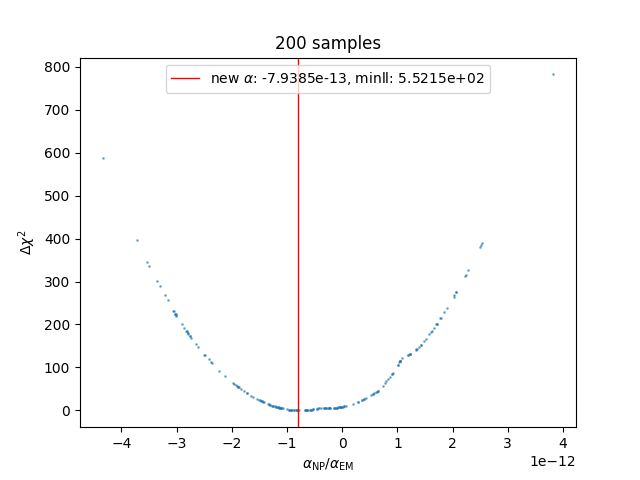 200 samples
new α: -7.9385e-13, minll: 5.5215e+02
Δχ²
800
700
600
500
400
300
200
100
0
−4 −3 −2 −1 0 1 2 3 4
1e−12
α_NP/α_EM